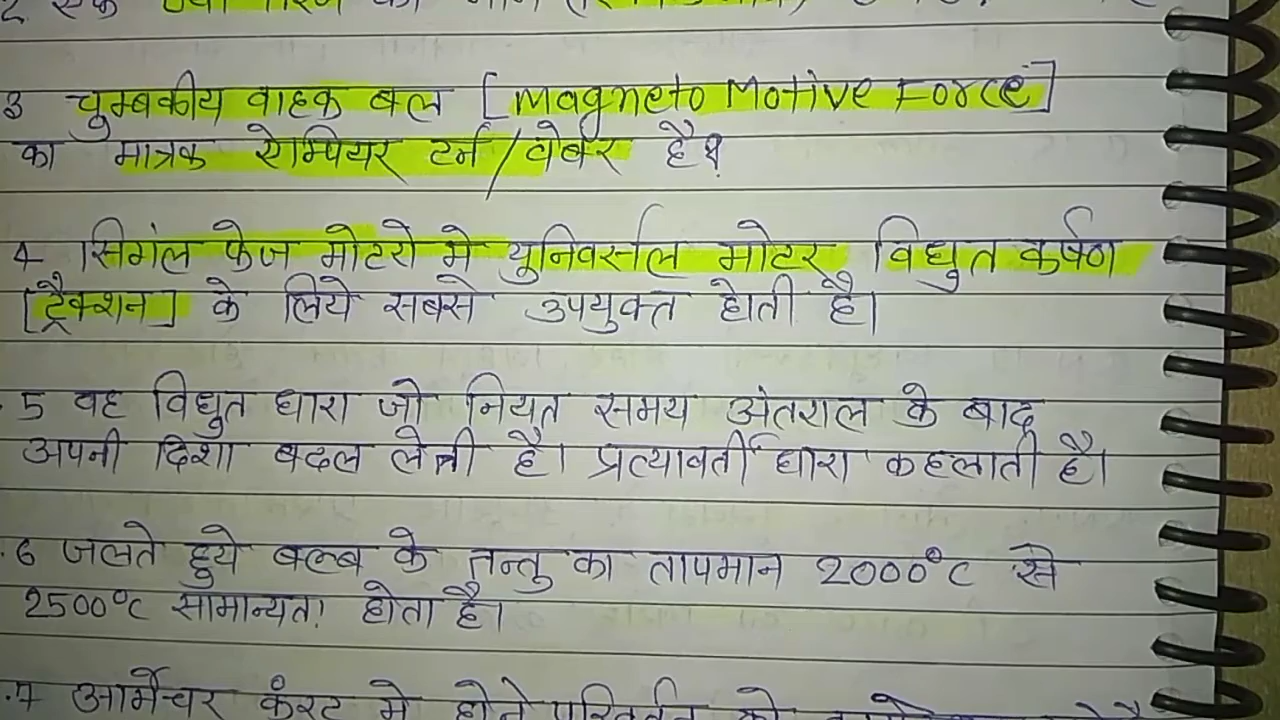 3 चुम्बकीय वाहक बल [Magneto Motive Force]
का मात्रक ऐम्पियर टर्न/वेबर है?
4 सिगंल फेज मोटरो मे युनिवर्सल मोटर विधुत कर्षण
[ट्रैक्शन] के लिये सबसे उपयुक्त होती है।
5 वह विधुत धारा जो नियत समय अंतराल के बाद
अपनी दिशा बदल लेती है। प्रत्यावर्ती धारा कहलाती है।
.6 जलते हुये बल्ब के तन्तु का तापमान 2000°C से
2500°C सामान्यत! होता है।
.7 आर्मेचर कंरट मे होने परिवर्तन को